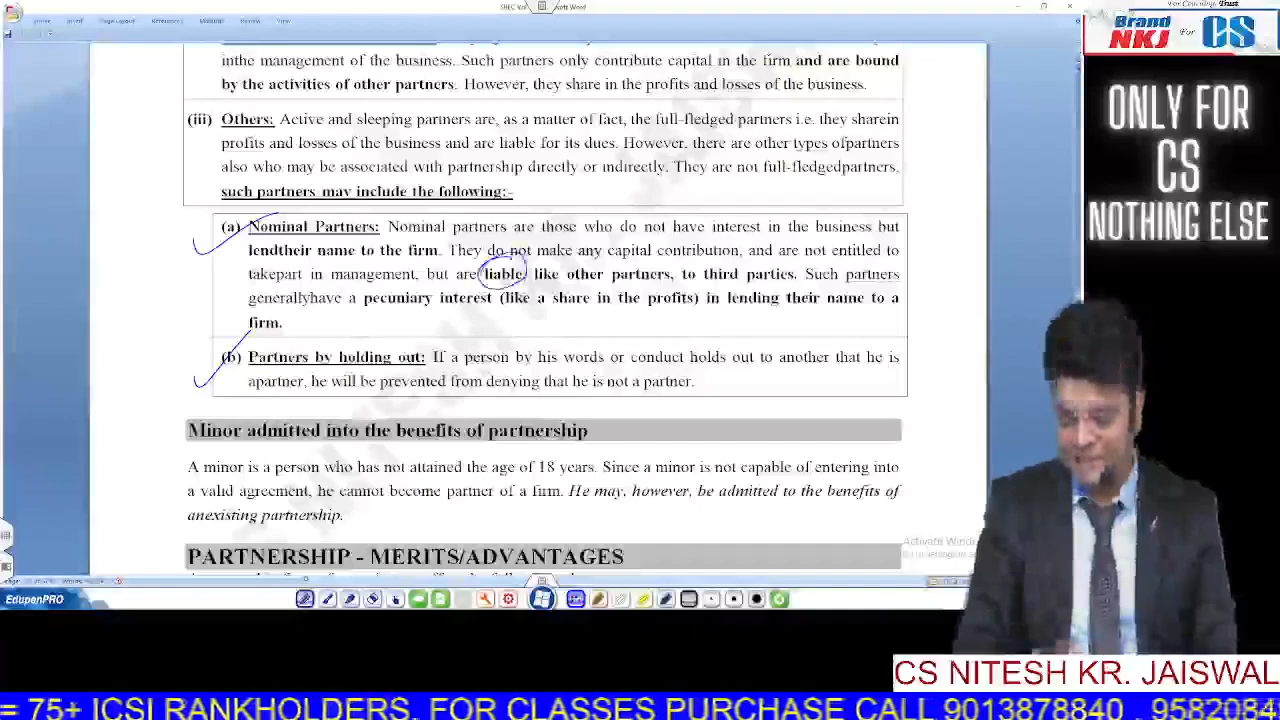 For Coaching, Trust
Brand
NKJ
For
CS
ONLY FOR
CS
NOTHING ELSE
inthe management of the business. Such partners only contribute capital in the firm and are bound
by the activities of other partners. However, they share in the profits and losses of the business.
(iii) Others: Active and sleeping partners are, as a matter of fact, the full-fledged partners i.e. they sharein
profits and losses of the business and are liable for its dues. However, there are other types ofpartners
also who may be associated with partnership directly or indirectly. They are not full-fledgedpartners,
such partners may include the following:-
(a) Nominal Partners: Nominal partners are those who do not have interest in the business but
lendtheir name to the firm. They do not make any capital contribution, and are not entitled to
takepart in management, but are liable, like other partners, to third parties. Such partners
generallyhave a pecuniary interest (like a share in the profits) in lending their name to a
firm.
(b) Partners by holding out: If a person by his words or conduct holds out to another that he is
apartner, he will be prevented from denying that he is not a partner.
Minor admitted into the benefits of partnership
A minor is a person who has not attained the age of 18 years. Since a minor is not capable of entering into
a valid agreement, he cannot become partner of a firm. He may, however, be admitted to the benefits of
anexisting partnership.
PARTNERSHIP - MERITS/ADVANTAGES
Activate Wind
EdupenPRO
CS NITESH KR. JAISWAL
= 75+ ICSI RANKHOLDERS. FOR CLASSES PURCHASE CALL 9013878840